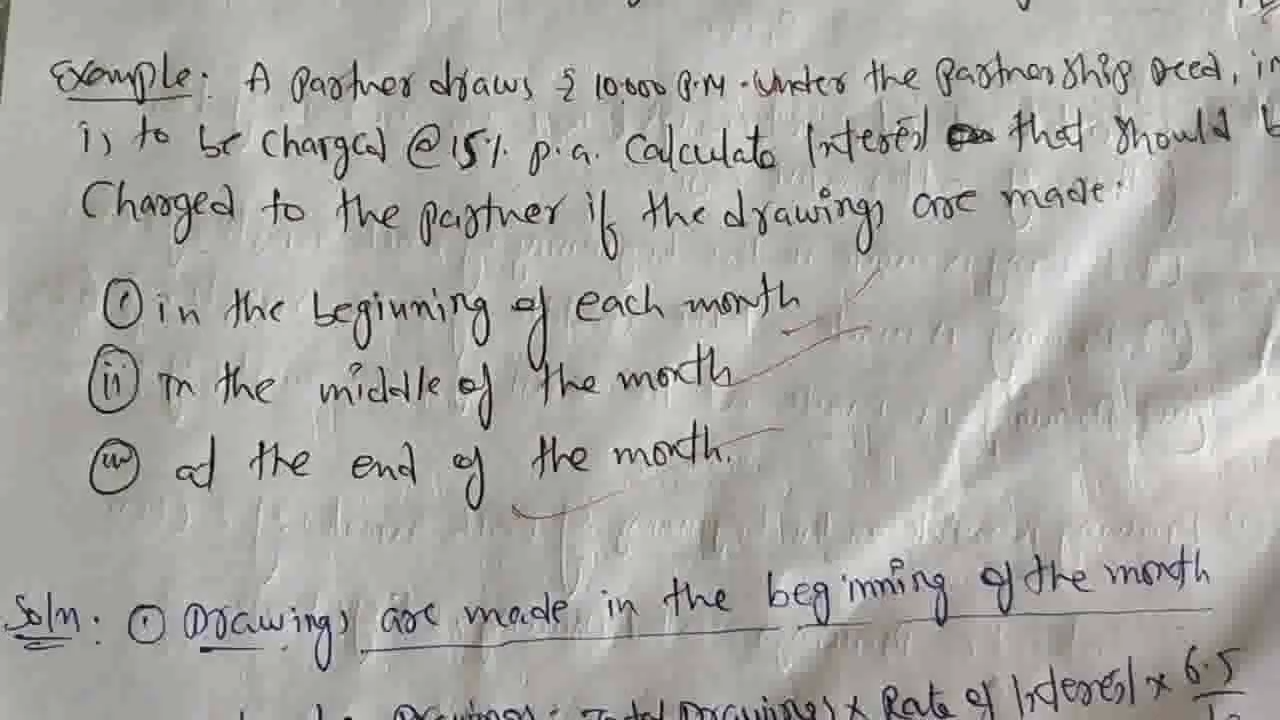 Example: A partner draws ₹ 10,000 P.M. Under the partnership Deed, in
is to be charged @ 15% p.a. Calculate Interest that should b
Charged to the partner if the drawings are made:
(i) in the beginning of each month
(ii) in the middle of the month
(iii) at the end of the month.
Soln: (i) Drawings are made in the beginning of the month
Drawings = Total Drawings x Rate of Interest x 6.5